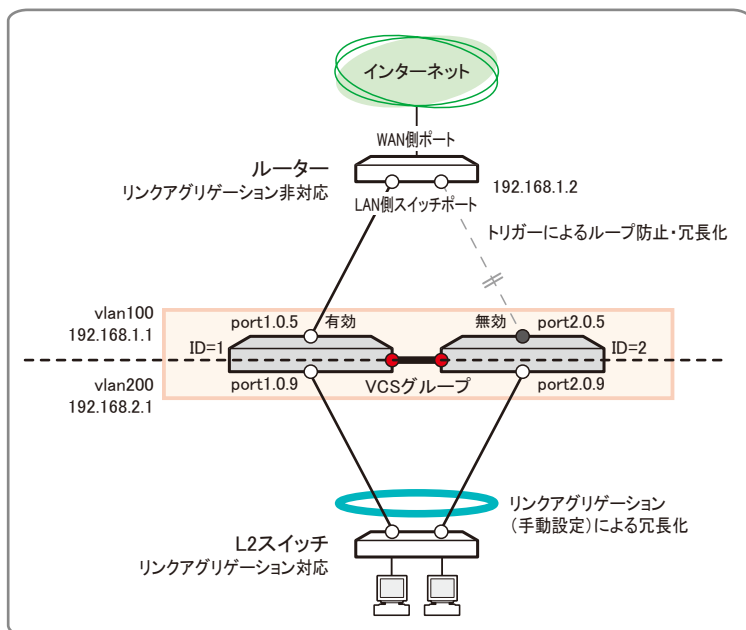 インターネット
WAN側ポート
ルーター
リンクアグリゲーション非対応
192.168.1.2
LAN側スイッチポート
トリガーによるループ防止・冗長化
vlan100
192.168.1.1
port1.0.5
有効
無効
port2.0.5
ID=1
ID=2
vlan200
192.168.2.1
port1.0.9
VCSグループ
port2.0.9
リンクアグリゲーション
（手動設定）による冗長化
L2スイッチ
リンクアグリゲーション対応